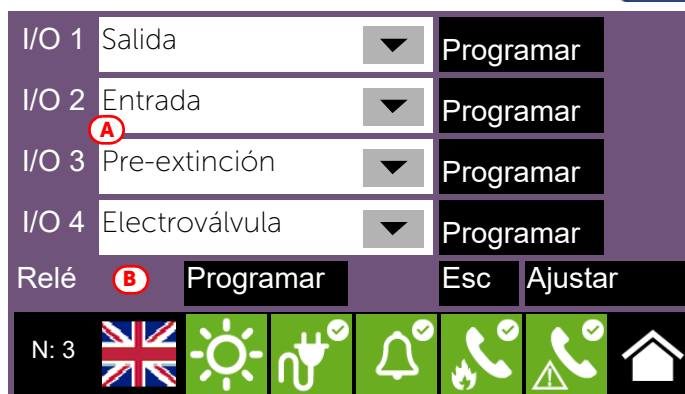 I/O 1 Salida Programar
I/O 2 Entrada Programar
A
I/O 3 Pre-extinción Programar
I/O 4 Electroválvula Programar
Relé B Programar Esc Ajustar
N: 3